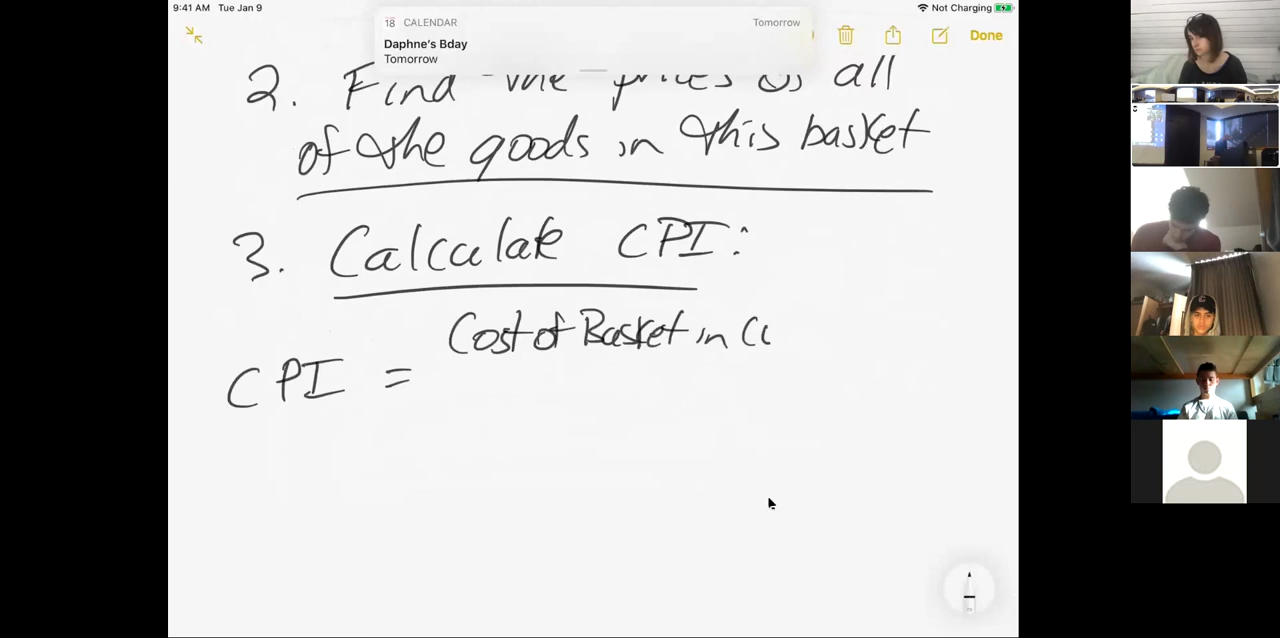 9:41 AM Tue Jan 9
Not Charging
18 CALENDAR
Tomorrow
Daphne's Bday
Tomorrow
Done
2. Find the prices of all
of the goods in this basket
3. Calculate CPI:
Cost of Basket in Cu
CPI =